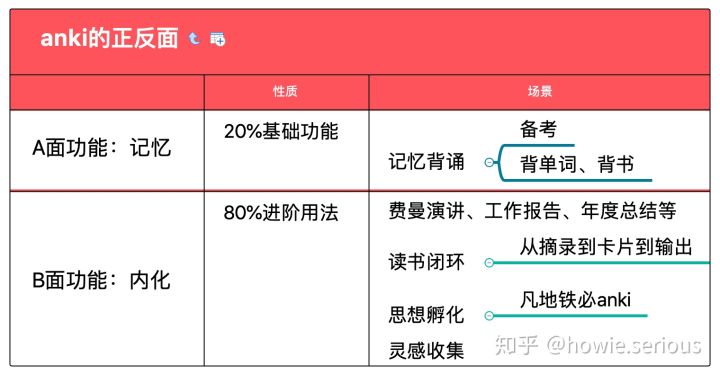 anki的正反面
性质
场景
A面功能：记忆
20%基础功能
记忆背诵
备考
背单词、背书
B面功能：内化
80%进阶用法
费曼演讲、工作报告、年度总结等
读书闭环
从摘录到卡片到输出
思想孵化
凡地铁必anki
灵感收集
知乎 @howie.serious